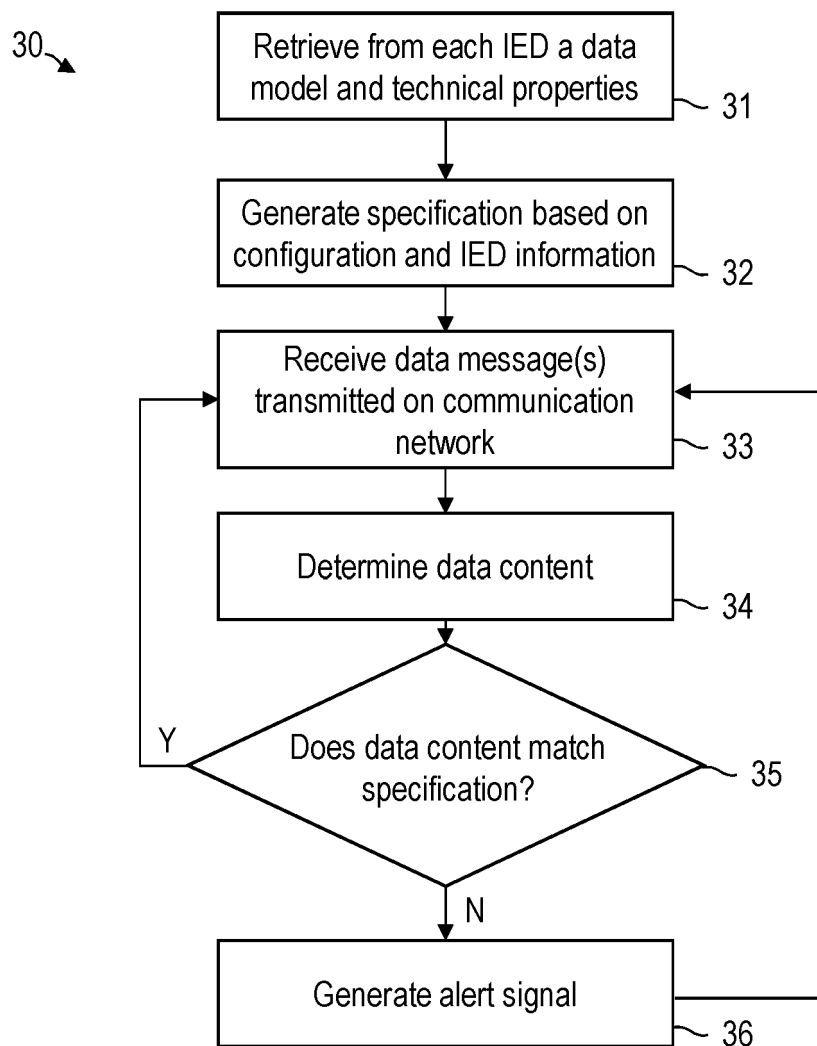 30
Retrieve from each IED a data
model and technical properties
31
Generate specification based on
configuration and IED information
32
Receive data message(s)
transmitted on communication
network
33
Determine data content
34
Does data content match
specification?
35
Y
N
Generate alert signal
36